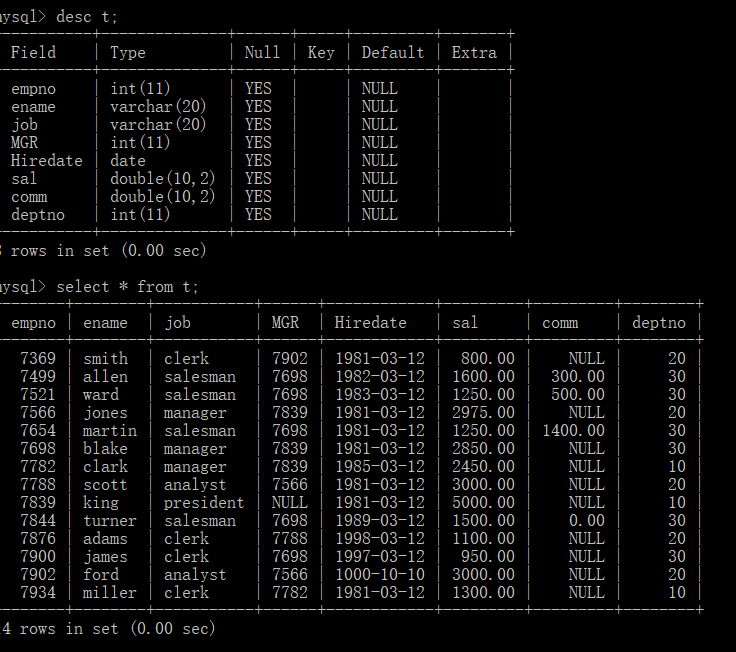 mysql> desc t;
Field | Type | Null | Key | Default | Extra |
empno | int(11) | YES | | NULL | |
ename | varchar(20) | YES | | NULL | |
job | varchar(20) | YES | | NULL | |
MGR | int(11) | YES | | NULL | |
Hiredate | date | YES | | NULL | |
sal | double(10,2) | YES | | NULL | |
comm | double(10,2) | YES | | NULL | |
deptno | int(11) | YES | | NULL | |
8 rows in set (0.00 sec)
mysql> select * from t;
empno | ename | job | MGR | Hiredate | sal | comm | deptno |
7369 | smith | clerk | 7902 | 1981-03-12 | 800.00 | NULL | 20 |
7499 | allen | salesman | 7698 | 1982-03-12 | 1600.00 | 300.00 | 30 |
7521 | ward | salesman | 7698 | 1983-03-12 | 1250.00 | 500.00 | 30 |
7566 | jones | manager | 7839 | 1981-03-12 | 2975.00 | NULL | 20 |
7654 | martin | salesman | 7698 | 1981-03-12 | 1250.00 | 1400.00 | 30 |
7698 | blake | manager | 7839 | 1981-03-12 | 2850.00 | NULL | 30 |
7782 | clark | manager | 7839 | 1985-03-12 | 2450.00 | NULL | 10 |
7788 | scott | analyst | 7566 | 1981-03-12 | 3000.00 | NULL | 20 |
7839 | king | president | NULL | 1981-03-12 | 5000.00 | NULL | 10 |
7844 | turner | salesman | 7698 | 1989-03-12 | 1500.00 | 0.00 | 30 |
7876 | adams | clerk | 7788 | 1998-03-12 | 1100.00 | NULL | 20 |
7900 | james | clerk | 7698 | 1997-03-12 | 950.00 | NULL | 30 |
7902 | ford | analyst | 7566 | 1000-10-10 | 3000.00 | NULL | 20 |
7934 | miller | clerk | 7782 | 1981-03-12 | 1300.00 | NULL | 10 |
14 rows in set (0.00 sec)